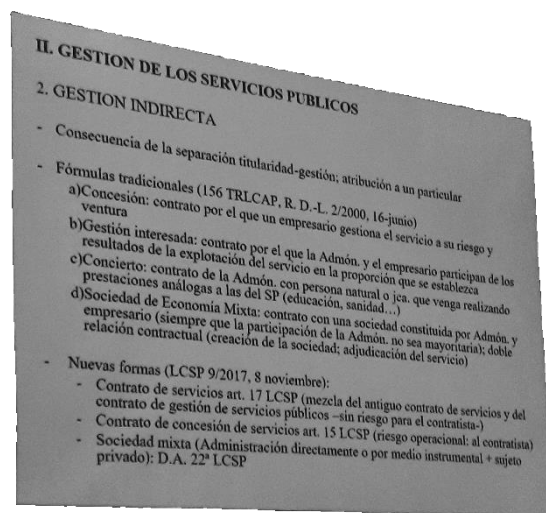 II. GESTION DE LOS SERVICIOS PUBLICOS
2. GESTION INDIRECTA
- Consecuencia de la separación titularidad-gestión; atribución a un particular
- Fórmulas tradicionales (156 TRLCAP, R. D.-L. 2/2000, 16-junio)
a)Concesión: contrato por el que un empresario gestiona el servicio a su riesgo y
ventura
b)Gestión interesada: contrato por el que la Admón. y el empresario participan de los
resultados de la explotación del servicio en la proporción que se establezca
c)Concierto: contrato de la Admón. con persona natural o jca. que venga realizando
prestaciones análogas a las del SP (educación, sanidad...)
d)Sociedad de Economía Mixta: contrato con una sociedad constituida por Admón. y
empresario (siempre que la participación de la Admón. no sea mayoritaria); doble
relación contractual (creación de la sociedad; adjudicación del servicio)
- Nuevas formas (LCSP 9/2017, 8 noviembre):
- Contrato de servicios art. 17 LCSP (mezcla del antiguo contrato de servicios y del
contrato de gestión de servicios públicos –sin riesgo para el contratista-)
- Contrato de concesión de servicios art. 15 LCSP (riesgo operacional: al contratista)
- Sociedad mixta (Administración directamente o por medio instrumental + sujeto
privado): D.A. 22ª LCSP